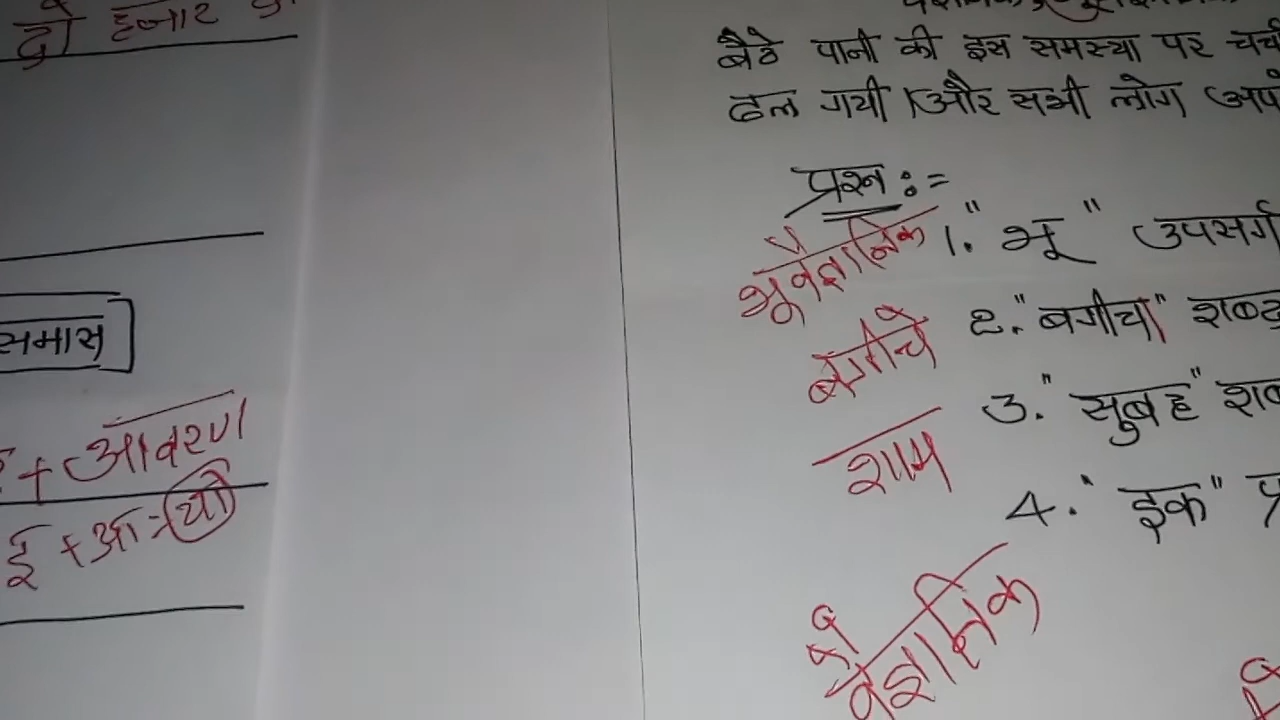 दो हजार
समास
+ आवरण
ई + आ = या
बैठे पानी की इस समस्या पर चर्चा
ढल गयी और सभी लोग अपने
प्रश्न :=
भूवैज्ञानिक 1. "भू" उपसर्ग
बगीचे 2. "बगीचा" शब्द
शाम 3. "सुबह" शब्द
4. "इक" प्र
वैज्ञानिक